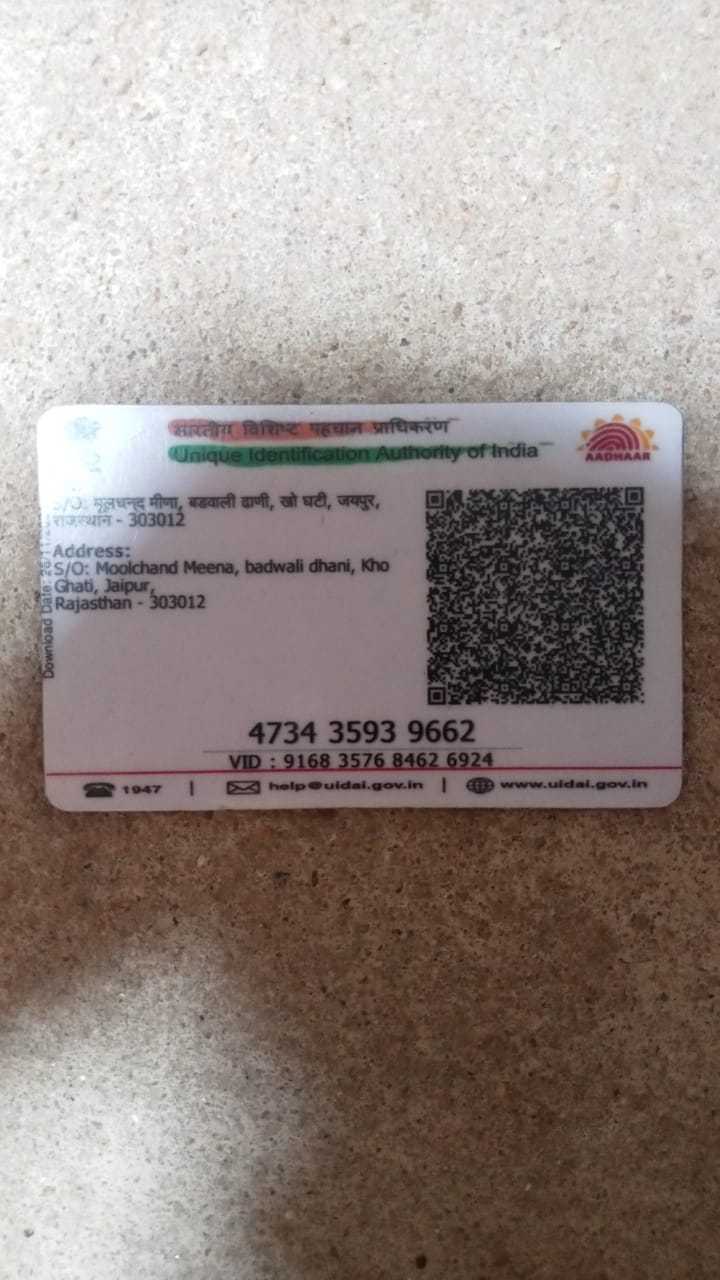 भारतीय विशिष्ट पहचान प्राधिकरण
Unique Identification Authority of India
AADHAAR
S/O: मूलचन्द मीणा, बडवाली ढाणी, खो घटी, जयपुर,
राजस्थान - 303012
Address:
S/O: Moolchand Meena, badwali dhani, Kho
Ghati, Jaipur,
Rajasthan - 303012
Download Date:
4734 3593 9662
VID : 9168 3576 8462 6924
1947 | help@uidai.gov.in | www.uidai.gov.in